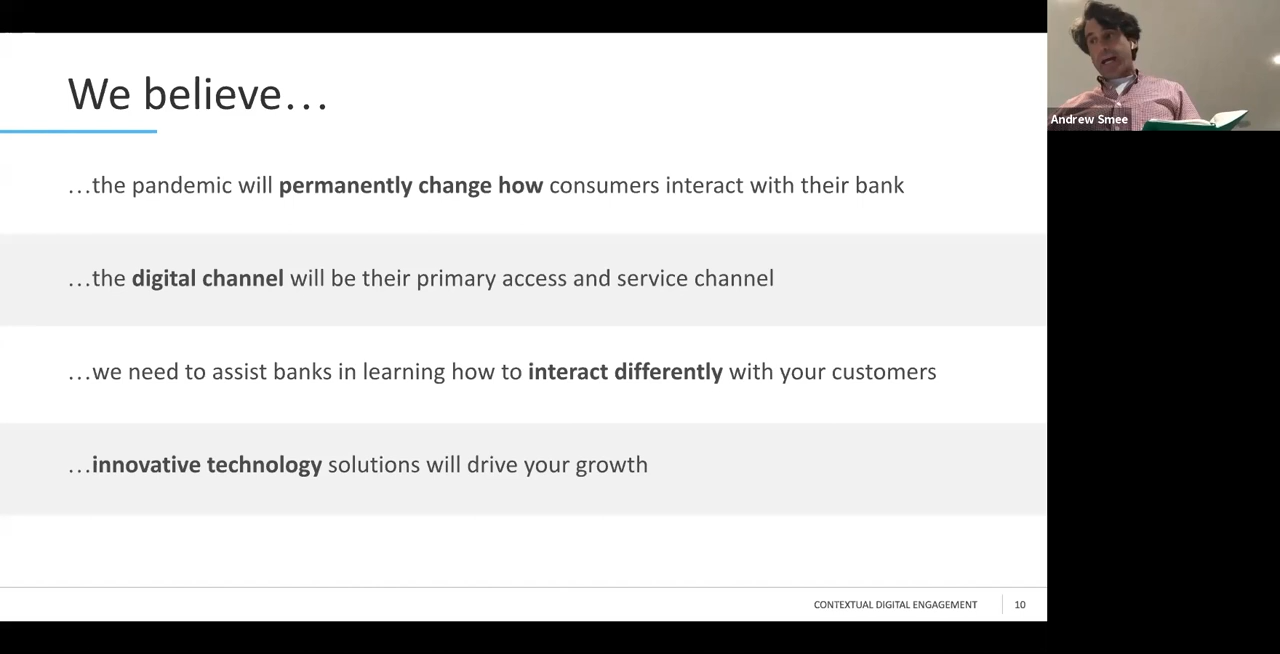 We believe…
…the pandemic will permanently change how consumers interact with their bank
…the digital channel will be their primary access and service channel
…we need to assist banks in learning how to interact differently with your customers
…innovative technology solutions will drive your growth
CONTEXTUAL DIGITAL ENGAGEMENT
10
Andrew Smee